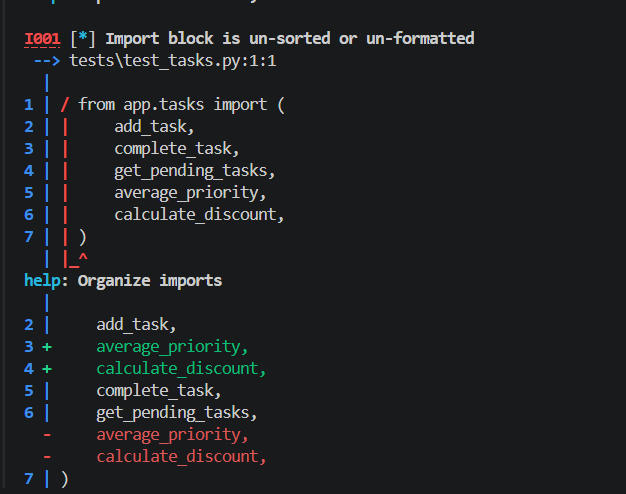 I001 [*] Import block is un-sorted or un-formatted
 --> tests\test_tasks.py:1:1
  |
1 | / from app.tasks import (
2 | |     add_task,
3 | |     complete_task,
4 | |     get_pending_tasks,
5 | |     average_priority,
6 | |     calculate_discount,
7 | | )
  | |_^
help: Organize imports
  |
2 |     add_task,
3 +     average_priority,
4 +     calculate_discount,
5 |     complete_task,
6 |     get_pending_tasks,
  -     average_priority,
  -     calculate_discount,
7 | )